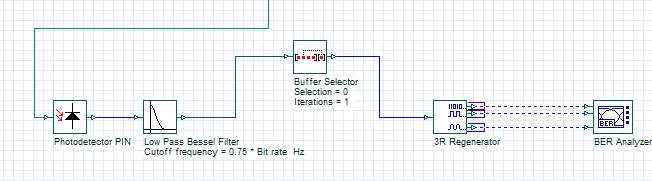 Buffer Selector
Selection = 0
Iterations = 1
Photodetector PIN
Low Pass Bessel Filter
Cutoff frequency = 0.75 * Bit rate Hz
3R Regenerator
BER
BER Analyzer